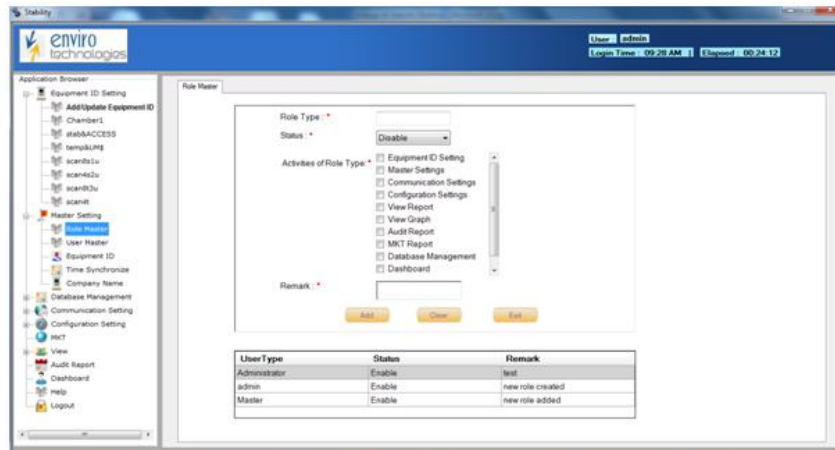 Stability
enviro
technologies
User : admin
Login Time : 09:28 AM | Elapsed : 00:24:12
Application Browser
Equipment ID Setting
Add/Update Equipment ID
Chamber1
stab&ACCESS
temp&UM$
scands1u
scan4s2u
scan4t
Master Setting
Role Master
User Master
Equipment ID
Time Synchronize
Company Name
Database Management
Communication Setting
Configuration Setting
MKT
View
Audit Report
Dashboard
Help
Logout
Role Master
Role Type : *
Status : * Disable
Activities of Role Type: *
Equipment ID Setting
Master Settings
Communication Settings
Configuration Settings
View Report
View Graph
Audit Report
MKT Report
Database Management
Dashboard
Remark : *
Add Clear Exit
UserType Status Remark
Administrator Enable test
admin Enable new role created
Master Enable new role added